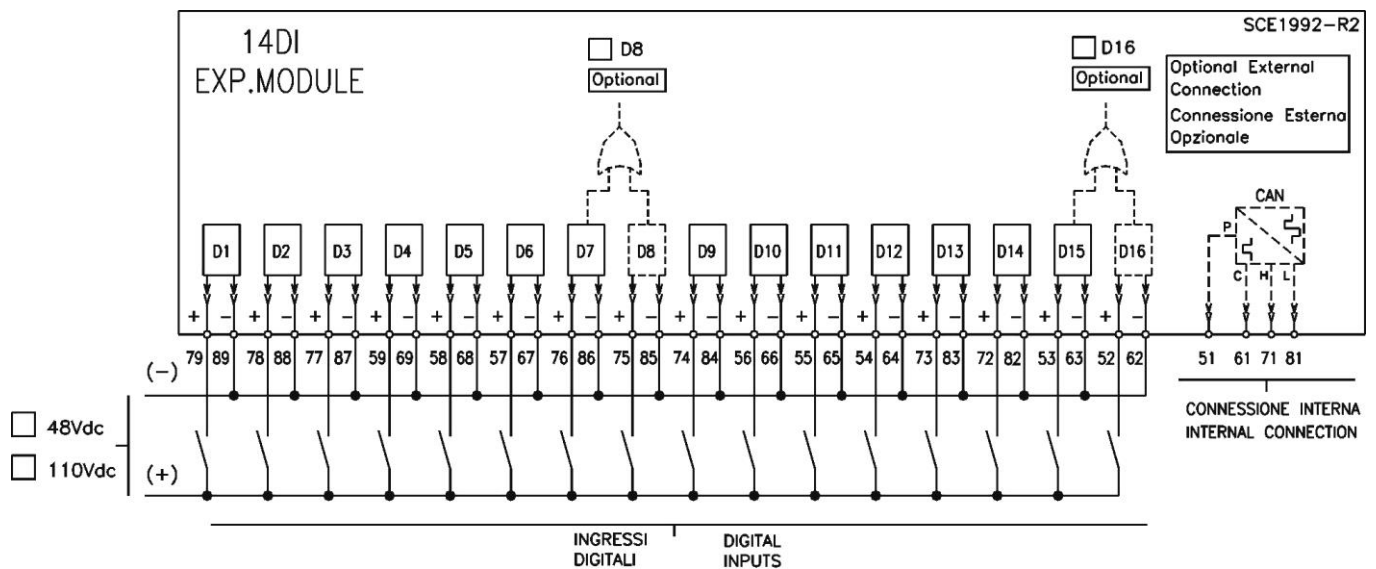 SCE1992-R2
14DI
EXP.MODULE
D8
Optional
D16
Optional
Optional External
Connection
Connessione Esterna
Opzionale
CAN
P
C H L
D1 D2 D3 D4 D5 D6 D7 D8 D9 D10 D11 D12 D13 D14 D15 D16
+ - + - + - + - + - + - + - + - + - + - + - + - + - + - + - + -
79 89 78 88 77 87 59 69 58 68 57 67 76 86 75 85 74 84 56 66 55 65 54 64 73 83 72 82 53 63 52 62 51 61 71 81
(-)
48Vdc
110Vdc
(+)
CONNESSIONE INTERNA
INTERNAL CONNECTION
INGRESSI
DIGITALI
DIGITAL
INPUTS